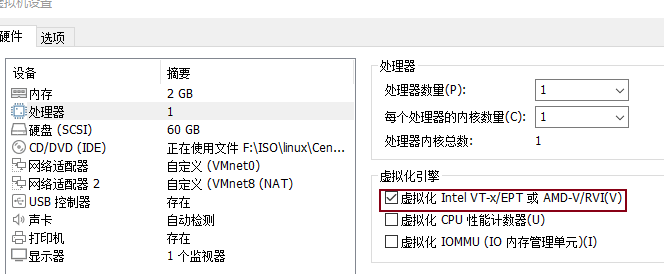 虚拟机设置
硬件 选项
设备 摘要
内存 2 GB
处理器 1
硬盘 (SCSI) 60 GB
CD/DVD (IDE) 正在使用文件 F:\ISO\linux\Cen...
网络适配器 自定义 (VMnet0)
网络适配器 2 自定义 (VMnet8 (NAT)
USB 控制器 存在
声卡 自动检测
打印机 存在
显示器 1 个监视器
处理器
处理器数量(P): 1
每个处理器的内核数量(C): 1
处理器内核总数: 1
虚拟化引擎
虚拟化 Intel VT-x/EPT 或 AMD-V/RVI(V)
虚拟化 CPU 性能计数器(U)
虚拟化 IOMMU (IO 内存管理单元)(I)